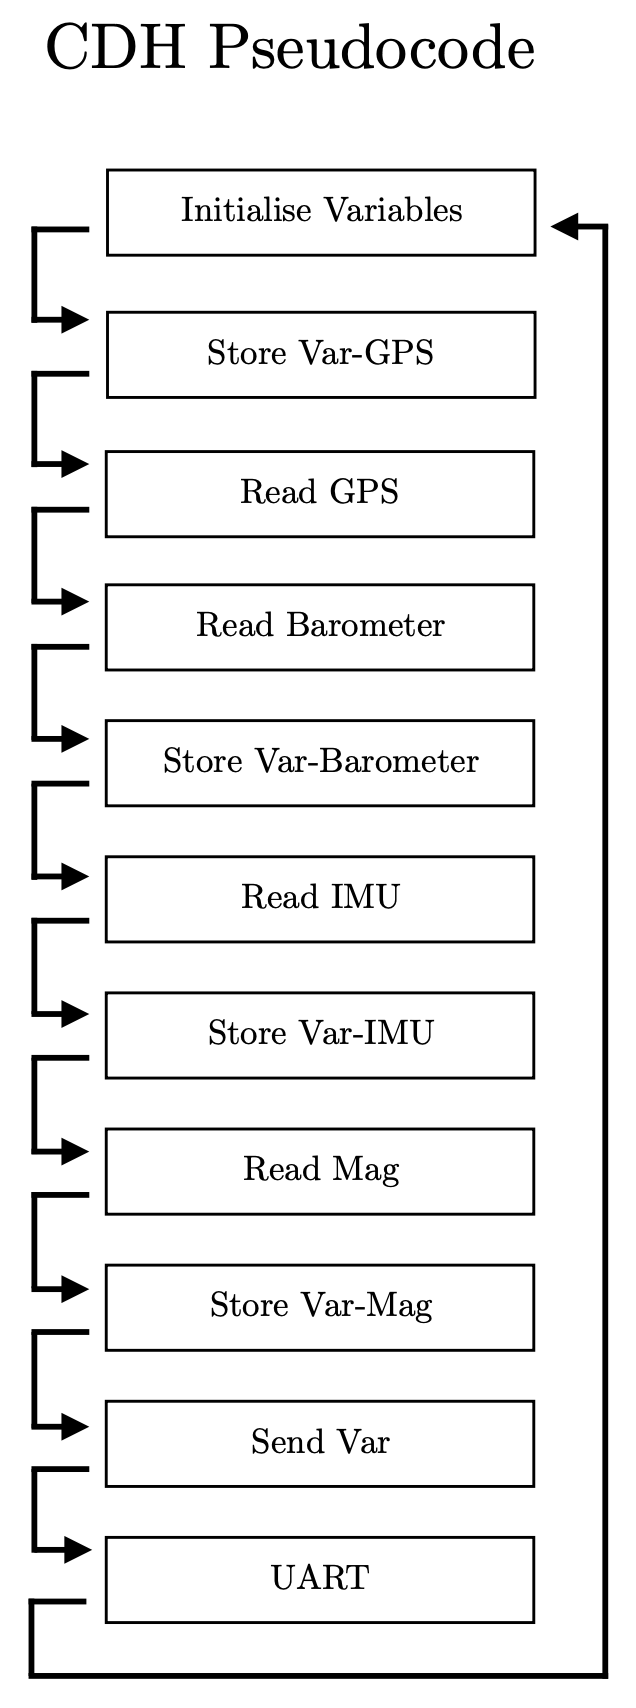 CDH Pseudocode
Initialise Variables
Store Var-GPS
Read GPS
Read Barometer
Store Var-Barometer
Read IMU
Store Var-IMU
Read Mag
Store Var-Mag
Send Var
UART